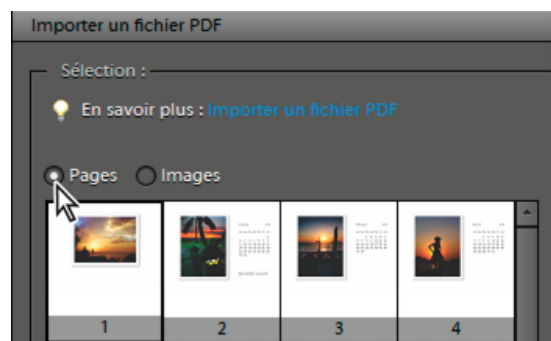 Importer un fichier PDF
Sélection :
En savoir plus : Importer un fichier PDF
Pages Images
1 2 3 4